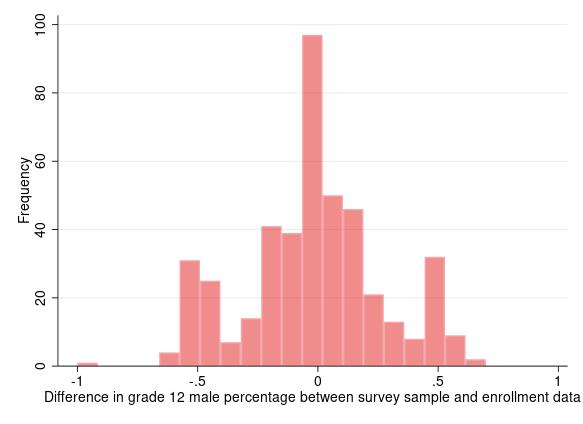 Frequency
100
80
60
40
20
0
-1 -.5 0 .5 1
Difference in grade 12 male percentage between survey sample and enrollment data